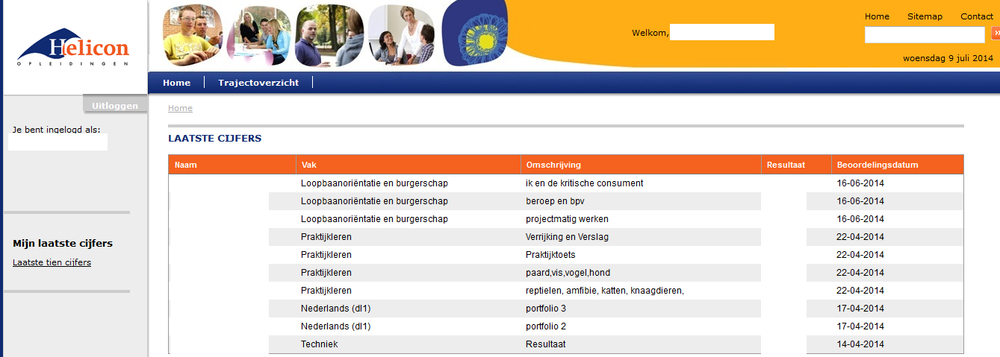 Helicon
OPLEIDINGEN
Welkom,
Home Sitemap Contact
woensdag 9 juli 2014
Home Trajectoverzicht
Uitloggen
Je bent ingelogd als:
Mijn laatste cijfers
Laatste tien cijfers
Home
LAATSTE CIJFERS
Naam Vak Omschrijving Resultaat Beoordelingsdatum
Loopbaanoriëntatie en burgerschap ik en de kritische consument 16-06-2014
Loopbaanoriëntatie en burgerschap beroep en bpv 16-06-2014
Loopbaanoriëntatie en burgerschap projectmatig werken 16-06-2014
Praktijkleren Verrijking en Verslag 22-04-2014
Praktijkleren Praktijktoets 22-04-2014
Praktijkleren paard,vis,vogel,hond 22-04-2014
Praktijkleren reptielen, amfibie, katten, knaagdieren, 22-04-2014
Nederlands (dl1) portfolio 3 17-04-2014
Nederlands (dl1) portfolio 2 17-04-2014
Techniek Resultaat 14-04-2014